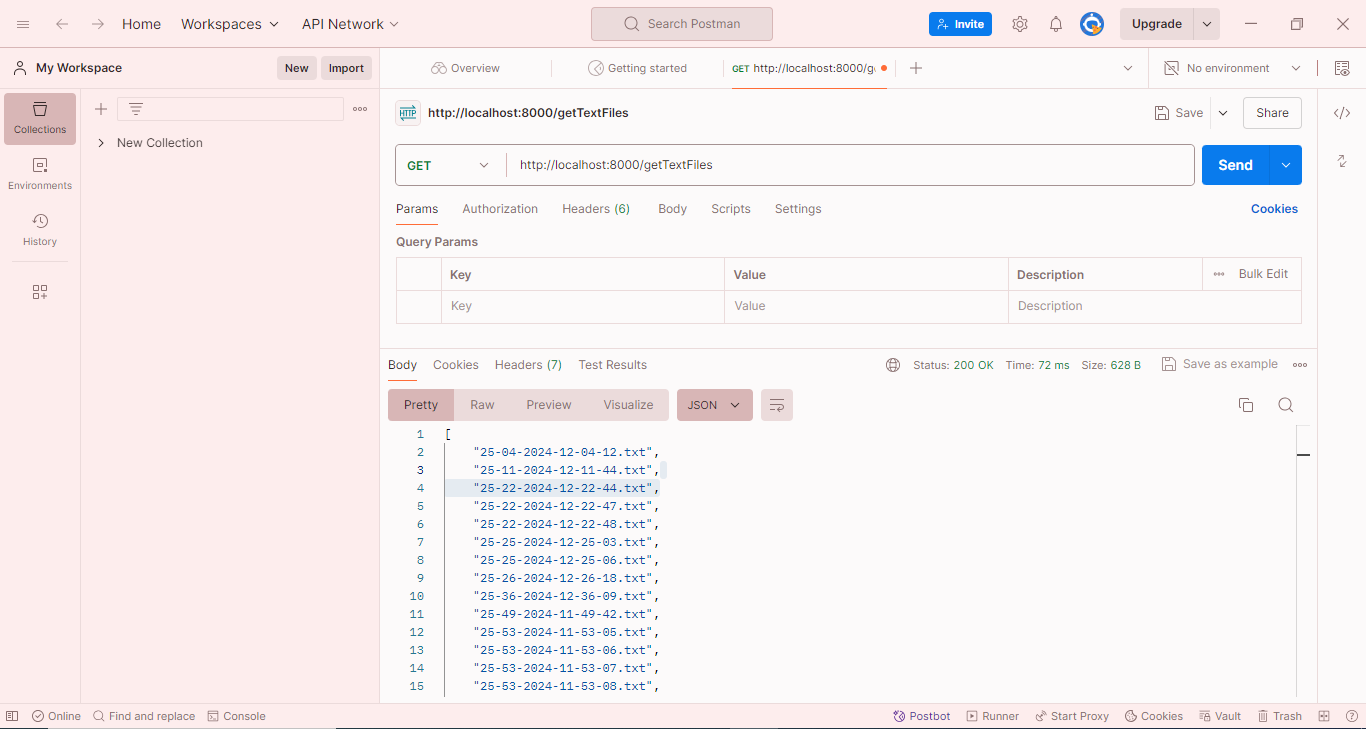 Home Workspaces API Network Search Postman Invite Upgrade
My Workspace New Import Overview Getting started GET http://localhost:8000/g No environment
Collections
Environments
History
New Collection
HTTP http://localhost:8000/getTextFiles Save Share
GET http://localhost:8000/getTextFiles Send
Params Authorization Headers (6) Body Scripts Settings Cookies
Query Params
Key Value Description Bulk Edit
Key Value Description
Body Cookies Headers (7) Test Results Status: 200 OK Time: 72 ms Size: 628 B Save as example
Pretty Raw Preview Visualize JSON
1 [
2 "25-04-2024-12-04-12.txt",
3 "25-11-2024-12-11-44.txt",
4 "25-22-2024-12-22-44.txt",
5 "25-22-2024-12-22-47.txt",
6 "25-22-2024-12-22-48.txt",
7 "25-25-2024-12-25-03.txt",
8 "25-25-2024-12-25-06.txt",
9 "25-26-2024-12-26-18.txt",
10 "25-36-2024-12-36-09.txt",
11 "25-49-2024-11-49-42.txt",
12 "25-53-2024-11-53-05.txt",
13 "25-53-2024-11-53-06.txt",
14 "25-53-2024-11-53-07.txt",
15 "25-53-2024-11-53-08.txt",
Online Find and replace Console Postbot Runner Start Proxy Cookies Vault Trash